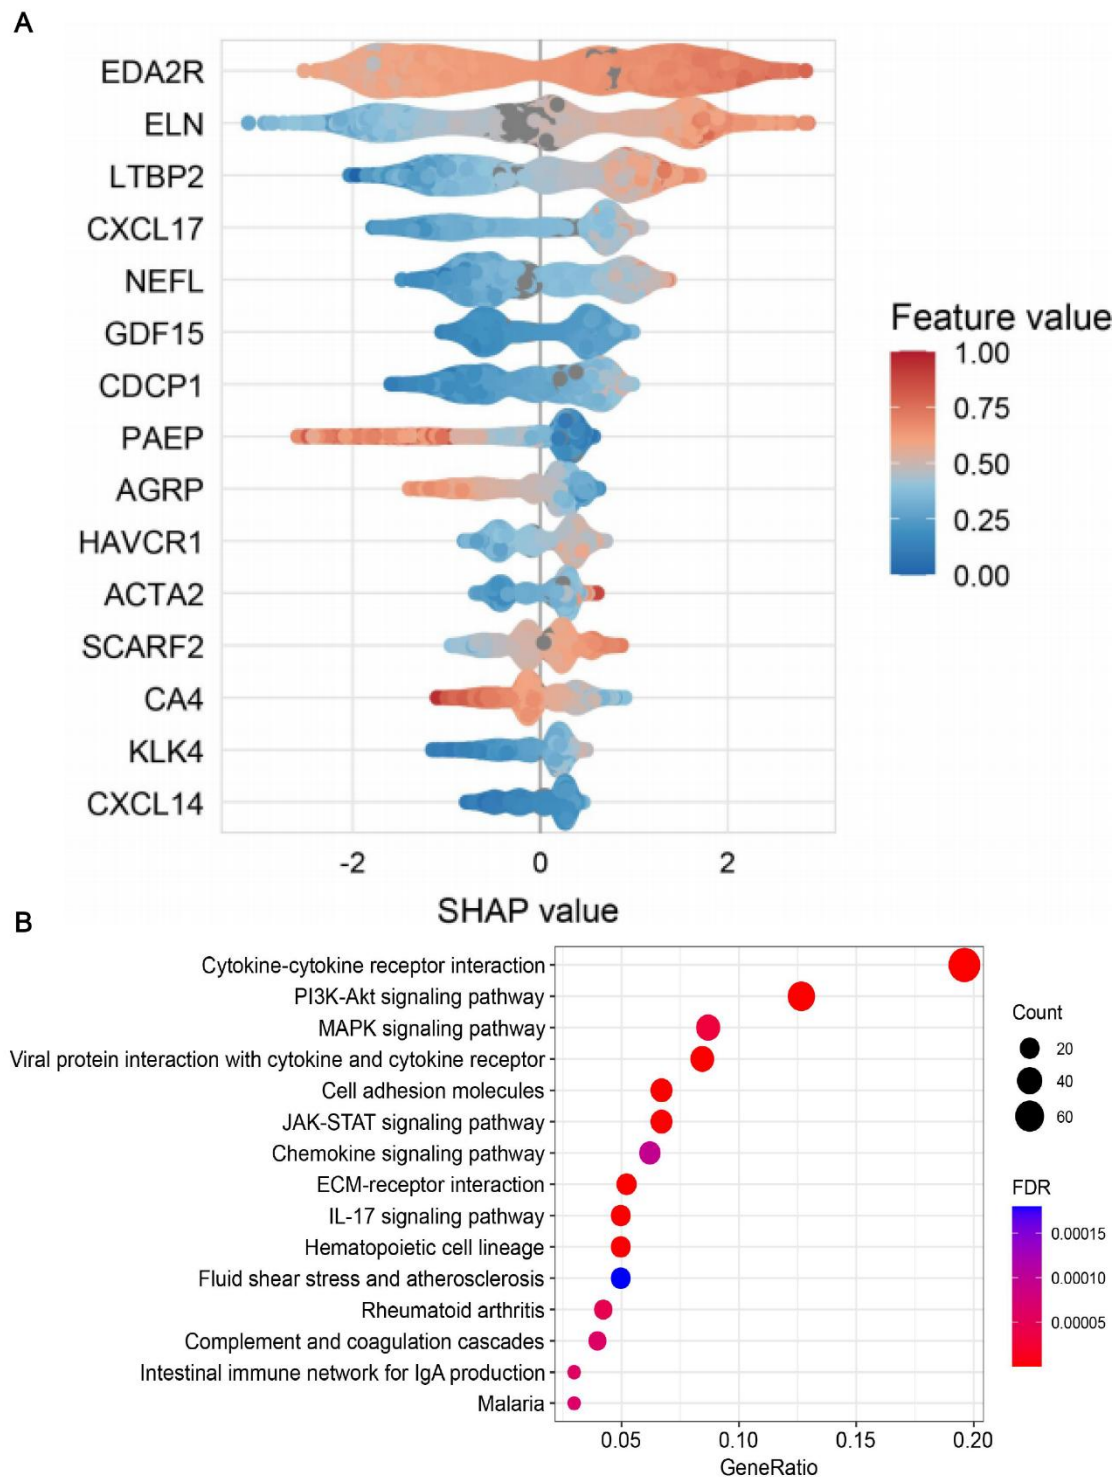 A
EDA2R
ELN
LTBP2
CXCL17
NEFL
GDF15
CDCP1
PAEP
AGRP
HAVCR1
ACTA2
SCARF2
CA4
KLK4
CXCL14
-2 0 2
SHAP value
Feature value
1.00
0.75
0.50
0.25
0.00
B
Cytokine-cytokine receptor interaction
PI3K-Akt signaling pathway
MAPK signaling pathway
Viral protein interaction with cytokine and cytokine receptor
Cell adhesion molecules
JAK-STAT signaling pathway
Chemokine signaling pathway
ECM-receptor interaction
IL-17 signaling pathway
Hematopoietic cell lineage
Fluid shear stress and atherosclerosis
Rheumatoid arthritis
Complement and coagulation cascades
Intestinal immune network for IgA production
Malaria
0.05 0.10 0.15 0.20
GeneRatio
Count
20
40
60
FDR
0.00015
0.00010
0.00005